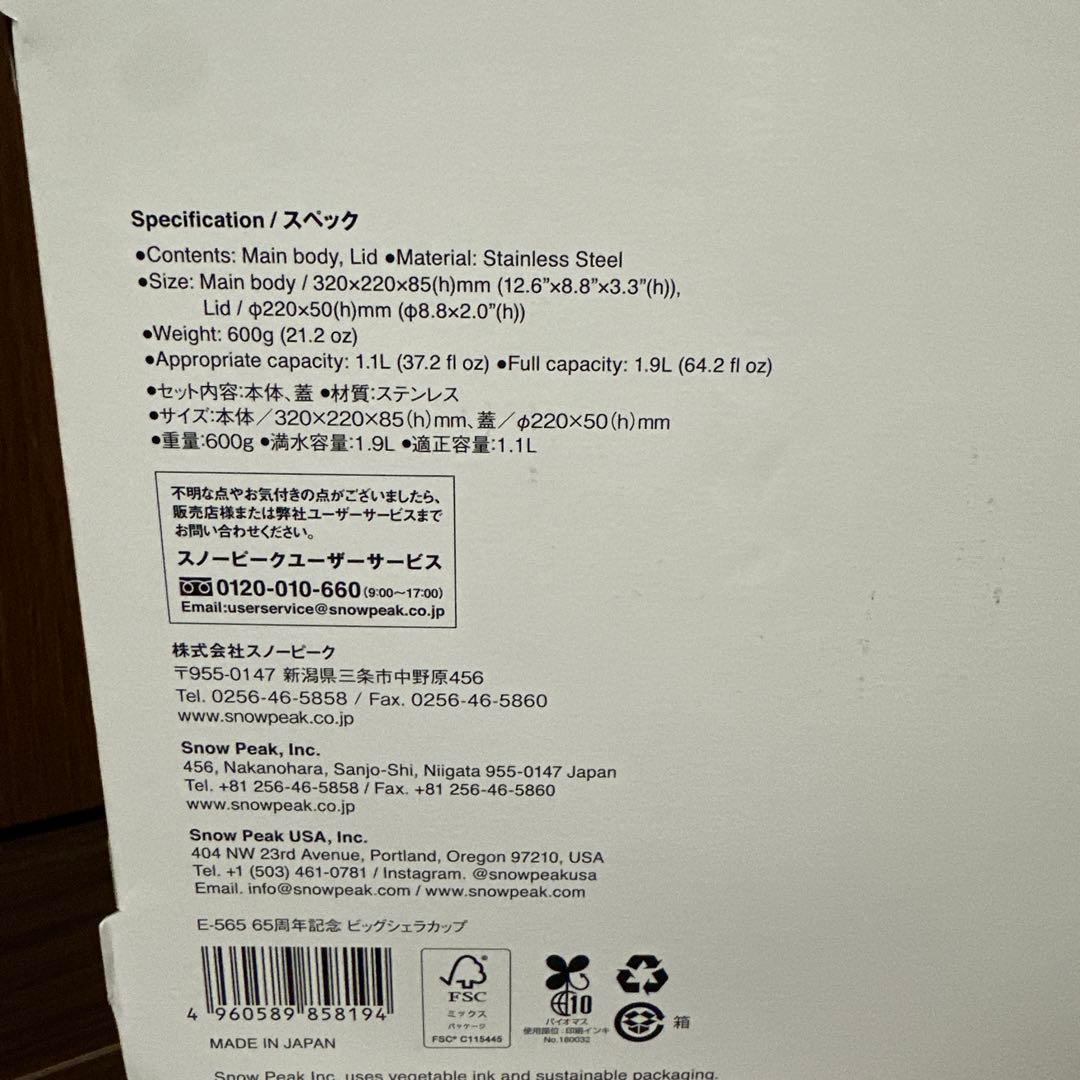 Specification / スペック
●Contents: Main body, Lid ●Material: Stainless Steel
●Size: Main body / 320×220×85(h)mm (12.6”×8.8”×3.3”(h)),
Lid / φ220×50(h)mm (φ8.8×2.0”(h))
●Weight: 600g (21.2 oz)
●Appropriate capacity: 1.1L (37.2 fl oz) ●Full capacity: 1.9L (64.2 fl oz)
●セット内容:本体、蓋 ●材質:ステンレス
●サイズ:本体／320×220×85(h)mm、蓋／φ220×50(h)mm
●重量:600g ●満水容量:1.9L ●適正容量:1.1L
不明な点やお気付きの点がございましたら、
販売店様または弊社ユーザーサービスまで
お問い合わせください。
スノーピークユーザーサービス
0120-010-660(9:00〜17:00)
Email:userservice@snowpeak.co.jp
株式会社スノーピーク
〒955-0147 新潟県三条市中野原456
Tel. 0256-46-5858 / Fax. 0256-46-5860
www.snowpeak.co.jp
Snow Peak, Inc.
456, Nakanohara, Sanjo-Shi, Niigata 955-0147 Japan
Tel. +81 256-46-5858 / Fax. +81 256-46-5860
www.snowpeak.co.jp
Snow Peak USA, Inc.
404 NW 23rd Avenue, Portland, Oregon 97210, USA
Tel. +1 (503) 461-0781 / Instagram. @snowpeakusa
Email. info@snowpeak.com / www.snowpeak.com
E-565 65周年記念 ビッグシェラカップ
4 960589 858194
MADE IN JAPAN
FSC
ミックス
パッケージ
FSC® C115445
10
バイオマス
使用部位:印刷インキ
No.180032
箱
Snow Peak Inc. uses vegetable ink and sustainable packaging.